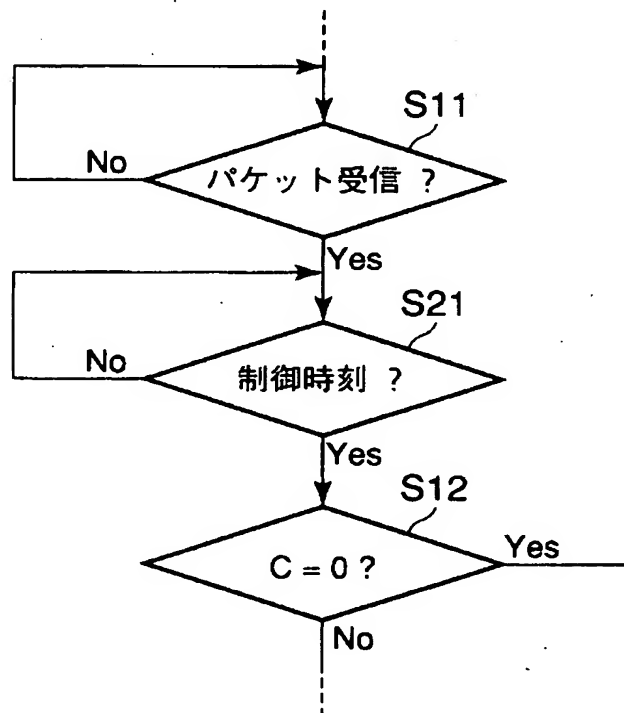 S11
No
パケット受信 ?
Yes
S21
No
制御時刻 ?
Yes
S12
Yes
C = 0 ?
No